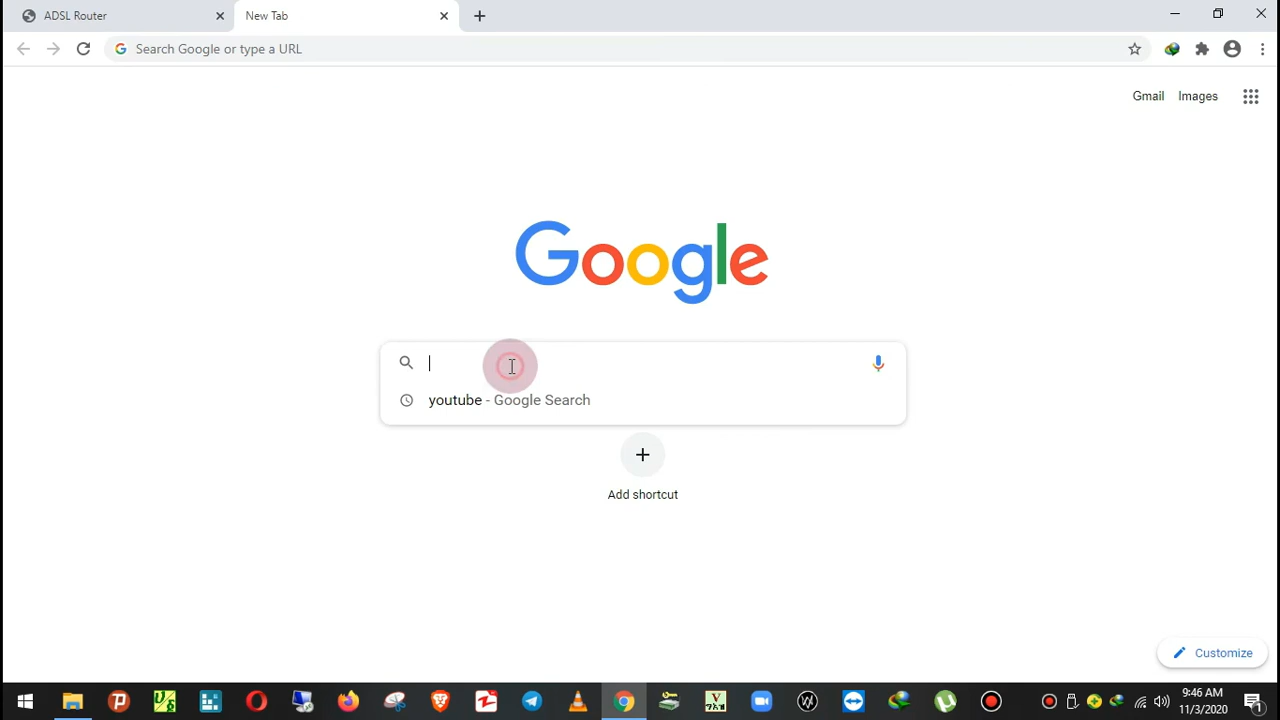 ADSL Router
New Tab
Search Google or type a URL
Gmail Images
Google
youtube - Google Search
Add shortcut
Customize
9:46 AM
11/3/2020
1